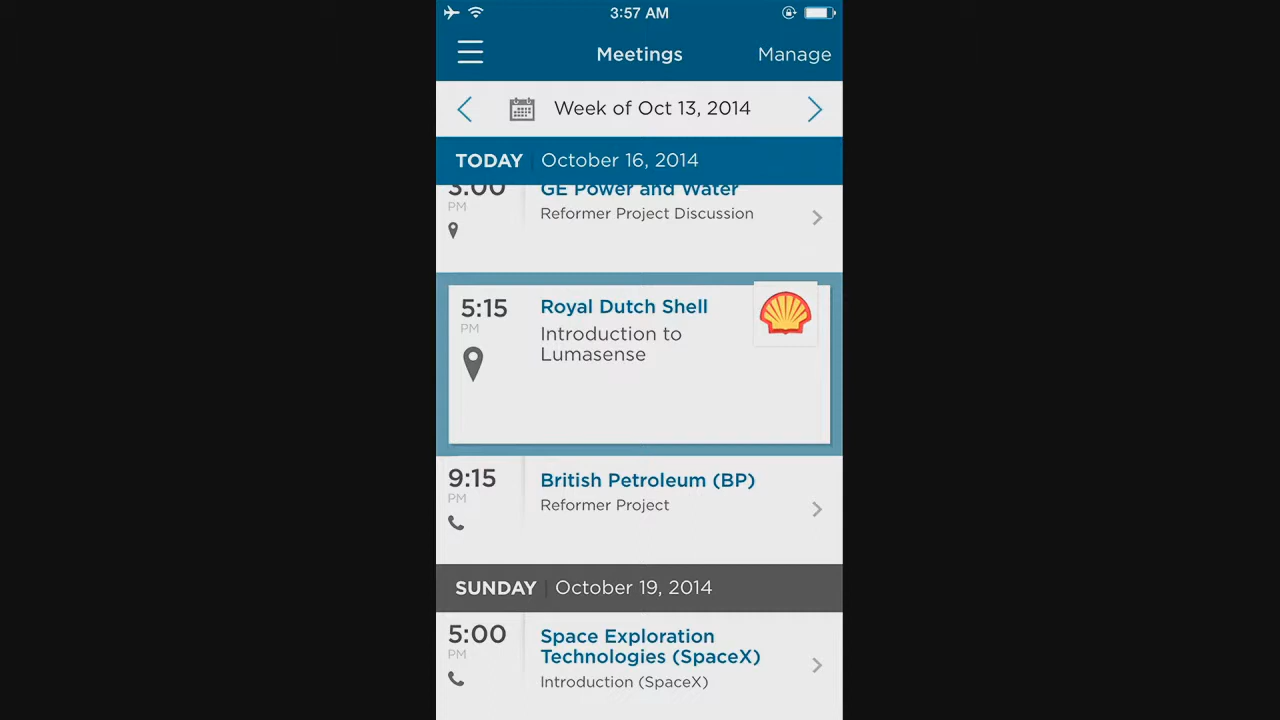 3:57 AM
Meetings
Manage
Week of Oct 13, 2014
TODAY October 16, 2014
3:00
PM
GE Power and Water
Reformer Project Discussion
5:15
PM
Royal Dutch Shell
Introduction to
Lumasense
9:15
PM
British Petroleum (BP)
Reformer Project
SUNDAY October 19, 2014
5:00
PM
Space Exploration
Technologies (SpaceX)
Introduction (SpaceX)